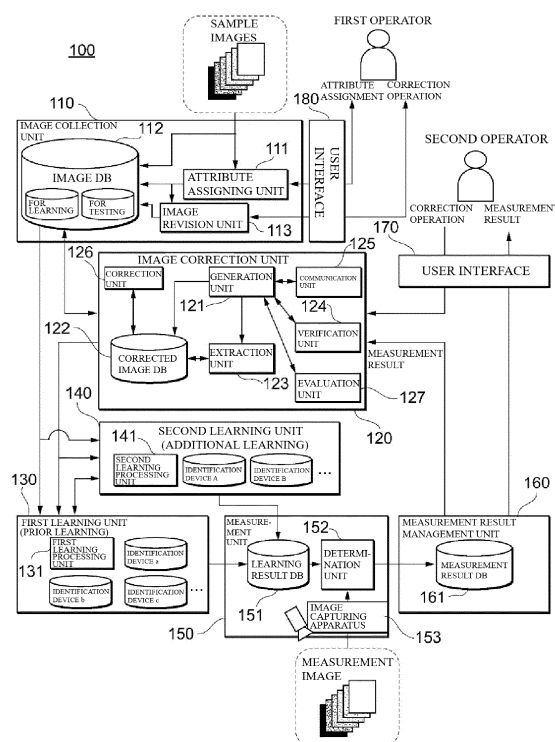 SAMPLE
IMAGES
FIRST OPERATOR
100
ATTRIBUTE
ASSIGNMENT
CORRECTION
OPERATION
110
IMAGE COLLECTION
UNIT
112
180
SECOND OPERATOR
IMAGE DB
111
USER
INTERFACE
ATTRIBUTE
ASSIGNING UNIT
CORRECTION
OPERATION
MEASUREMENT
RESULT
FOR
LEARNING
FOR
TESTING
IMAGE
REVISION UNIT
113
170
125
IMAGE CORRECTION UNIT
USER INTERFACE
126
CORRECTION
UNIT
GENERATION
UNIT
COMMUNICATION
UNIT
121
124
122
VERIFICATION
UNIT
CORRECTED
IMAGE DB
EXTRACTION
UNIT
MEASUREMENT
RESULT
123
EVALUATION
UNIT
127
140
120
SECOND LEARNING UNIT
(ADDITIONAL LEARNING)
141
SECOND
LEARNING
PROCESSING
UNIT
IDENTIFICATION
DEVICE A
IDENTIFICATION
DEVICE B
...
130
160
FIRST LEARNING UNIT
(PRIOR LEARNING)
MEASURE-
MENT
UNIT
152
MEASUREMENT RESULT
MANAGEMENT UNIT
FIRST
LEARNING
PROCESSING
UNIT
131
IDENTIFICATION
DEVICE a
LEARNING
RESULT DB
DETERMI-
NATION
UNIT
MEASUREMENT
RESULT DB
IDENTIFICATION
DEVICE b
IDENTIFICATION
DEVICE c
...
151
161
IMAGE
CAPTURING
APPARATUS
150
153
MEASUREMENT
IMAGE